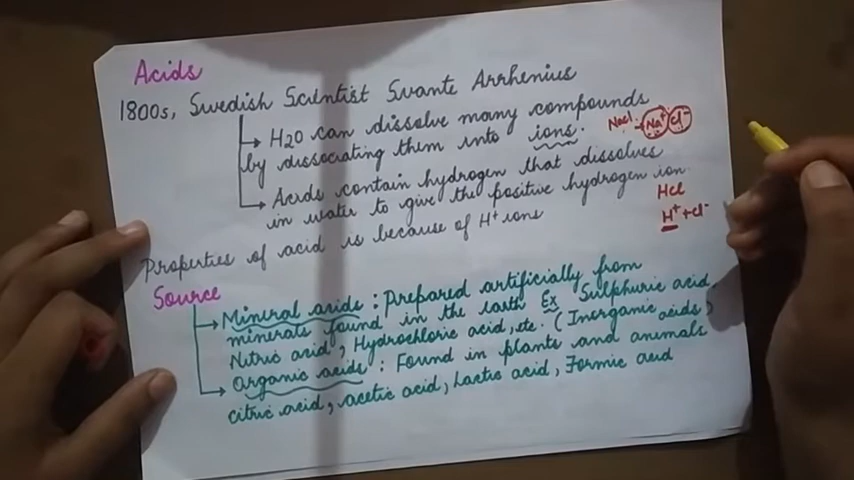 Acids
1800s, Swedish Scientist Svante Arrhenius
H2O can dissolve many compounds
by dissociating them into ions.
NaCl → Na+ Cl-
Acids contain hydrogen that dissolves
in water to give the positive hydrogen ion
HCl
H+ + Cl-
Properties of acid is because of H+ ions
Source
Mineral acids : Prepared artificially from
minerals found in the earth Ex Sulphuric acid,
Nitric acid, Hydrochloric acid, etc. (Inorganic acids)
Organic acids : Found in plants and animals
citric acid, acetic acid, Lactic acid, Formic acid